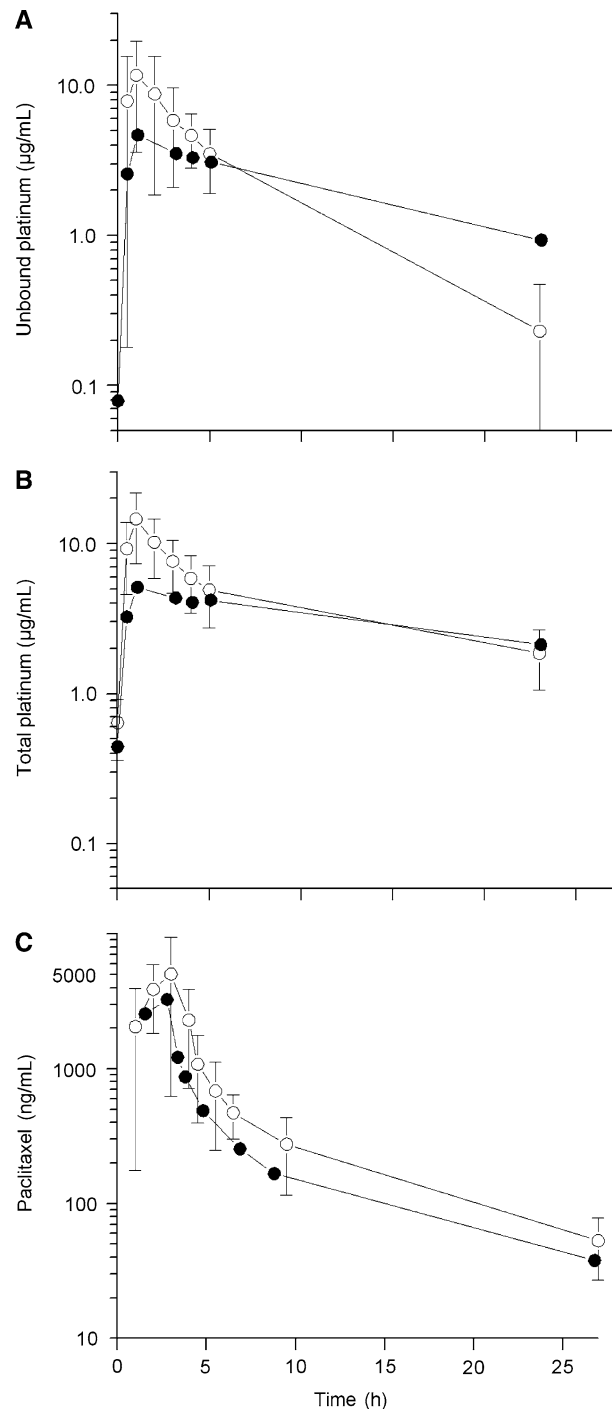 A
Unbound platinum (µg/mL)
10.0
1.0
0.1
B
Total platinum (µg/mL)
10.0
1.0
0.1
C
Paclitaxel (ng/mL)
5000
1000
100
10
0 5 10 15 20 25
Time (h)